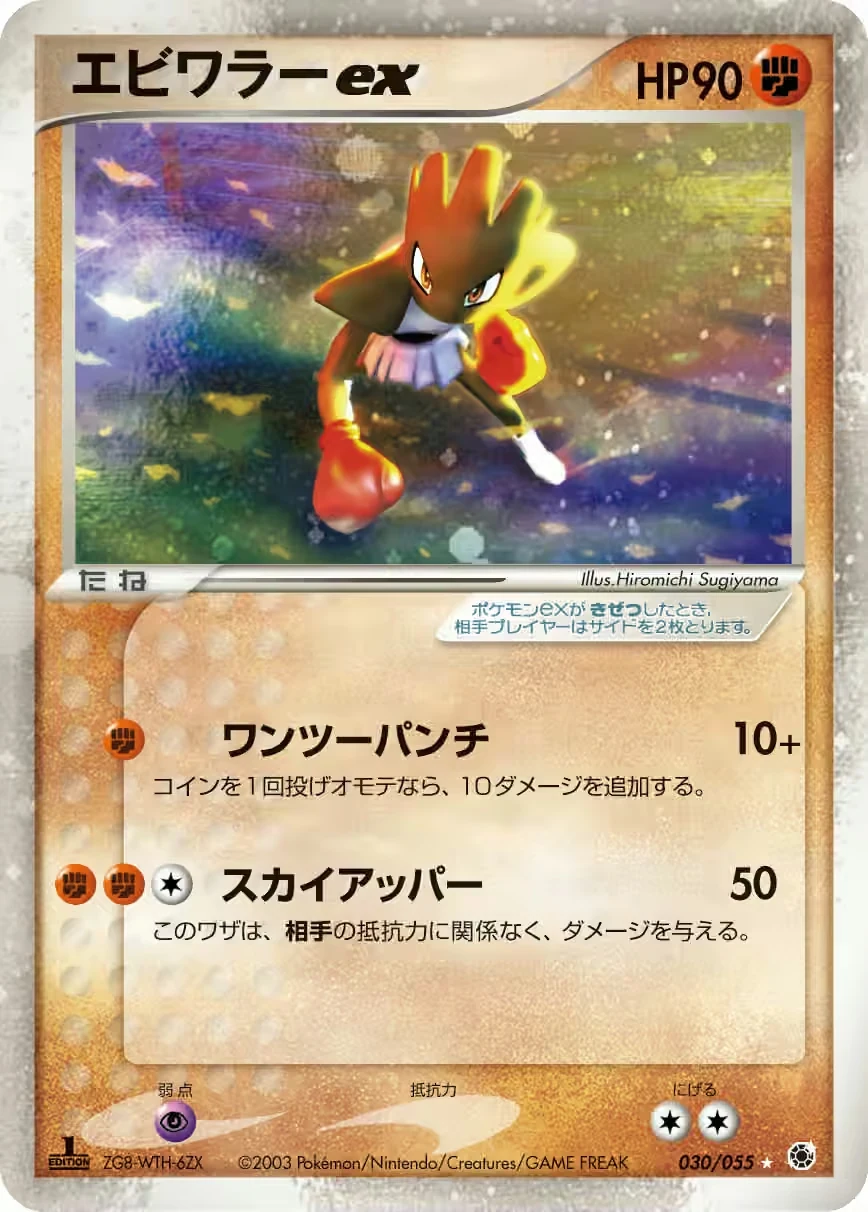 エビワラーex HP90
たね Illus.Hiromichi Sugiyama
ポケモンexがきぜつしたとき、
相手プレイヤーはサイドを2枚とります。
ワンツーパンチ 10+
コインを1回投げオモテなら、10ダメージを追加する。
スカイアッパー 50
このワザは、相手の抵抗力に関係なく、ダメージを与える。
弱点 抵抗力 にげる
1 EDITION ZG8-WTH-6ZX ©2003 Pokémon/Nintendo/Creatures/GAME FREAK 030/055 ★